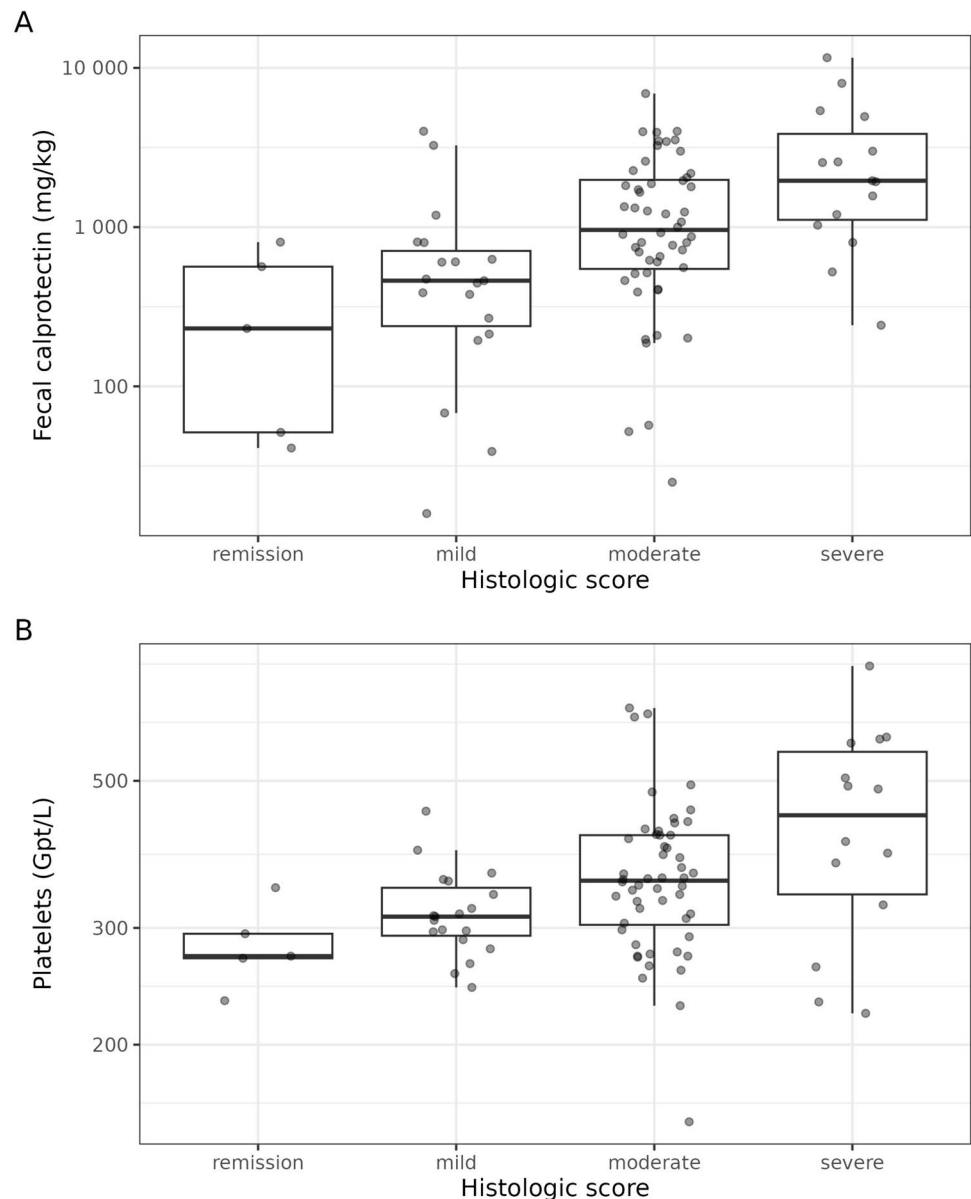 A
Fecal calprotectin (mg/kg)
10 000
1 000
100
remission mild moderate severe
Histologic score
B
Platelets (Gpt/L)
500
300
200
remission mild moderate severe
Histologic score